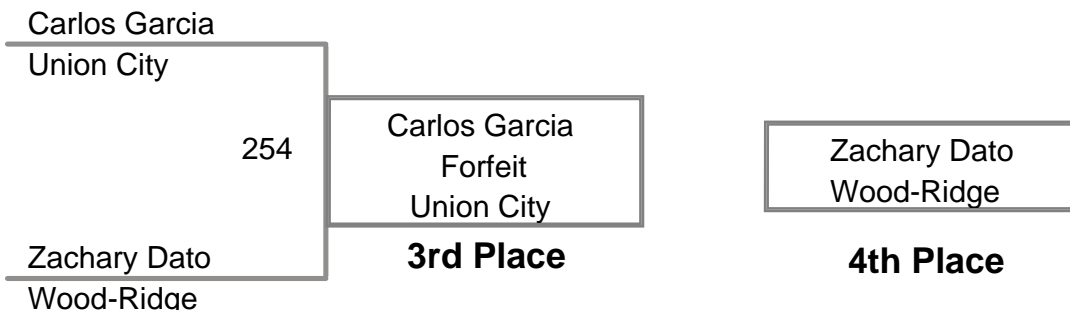 Carlos Garcia
Union City
254
Carlos Garcia
Forfeit
Union City
3rd Place
Zachary Dato
Wood-Ridge
4th Place
Zachary Dato
Wood-Ridge